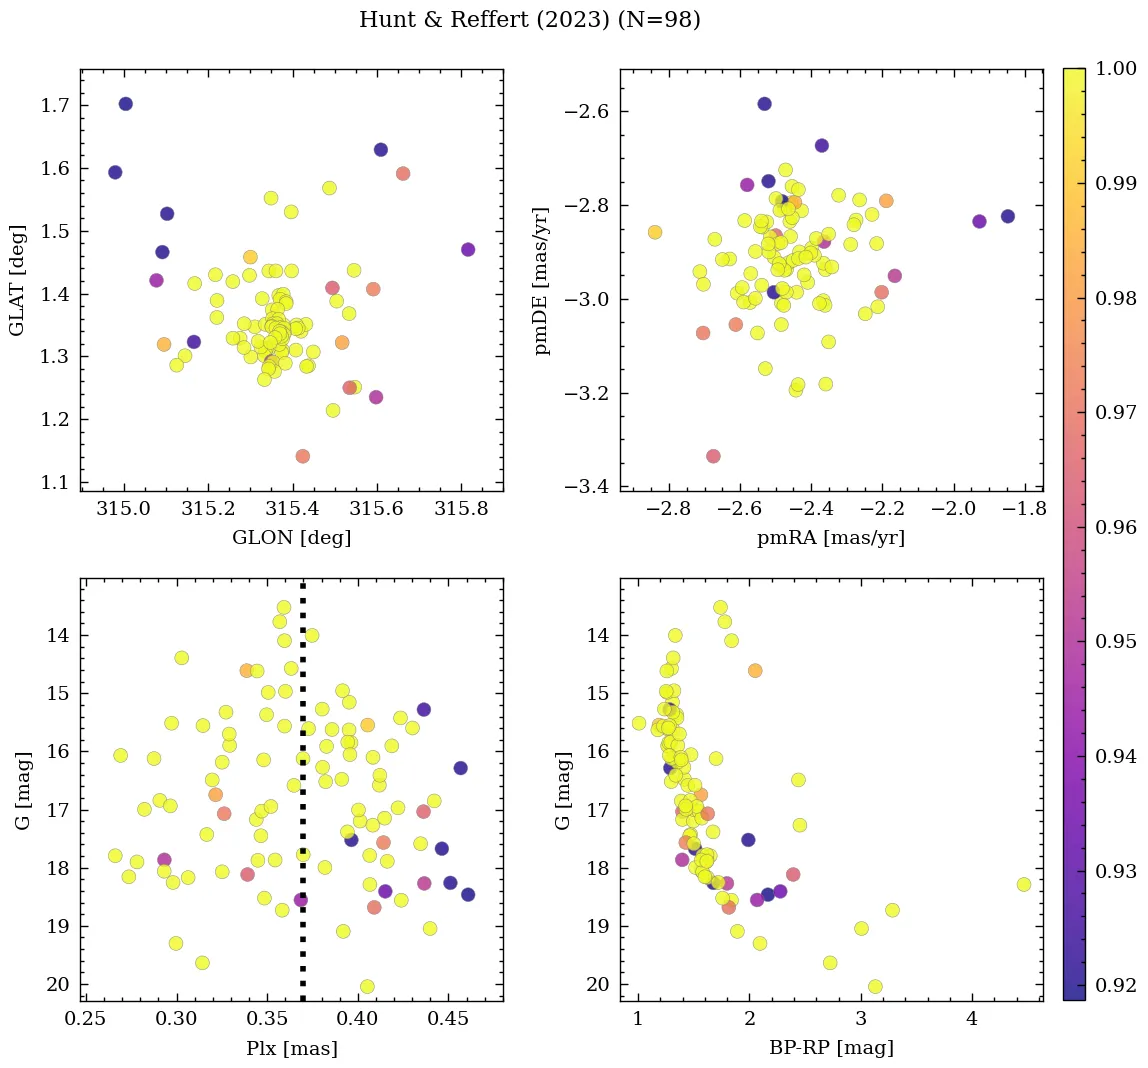 Hunt & Reffert (2023) (N=98)
1.7
1.6
1.5
1.4
1.3
1.2
1.1
GLAT [deg]
315.0 315.2 315.4 315.6 315.8
GLON [deg]
−2.6
−2.8
−3.0
−3.2
−3.4
pmDE [mas/yr]
−2.8 −2.6 −2.4 −2.2 −2.0 −1.8
pmRA [mas/yr]
14
15
16
17
18
19
20
G [mag]
0.25 0.30 0.35 0.40 0.45
Plx [mas]
14
15
16
17
18
19
20
G [mag]
1 2 3 4
BP-RP [mag]
1.00
0.99
0.98
0.97
0.96
0.95
0.94
0.93
0.92